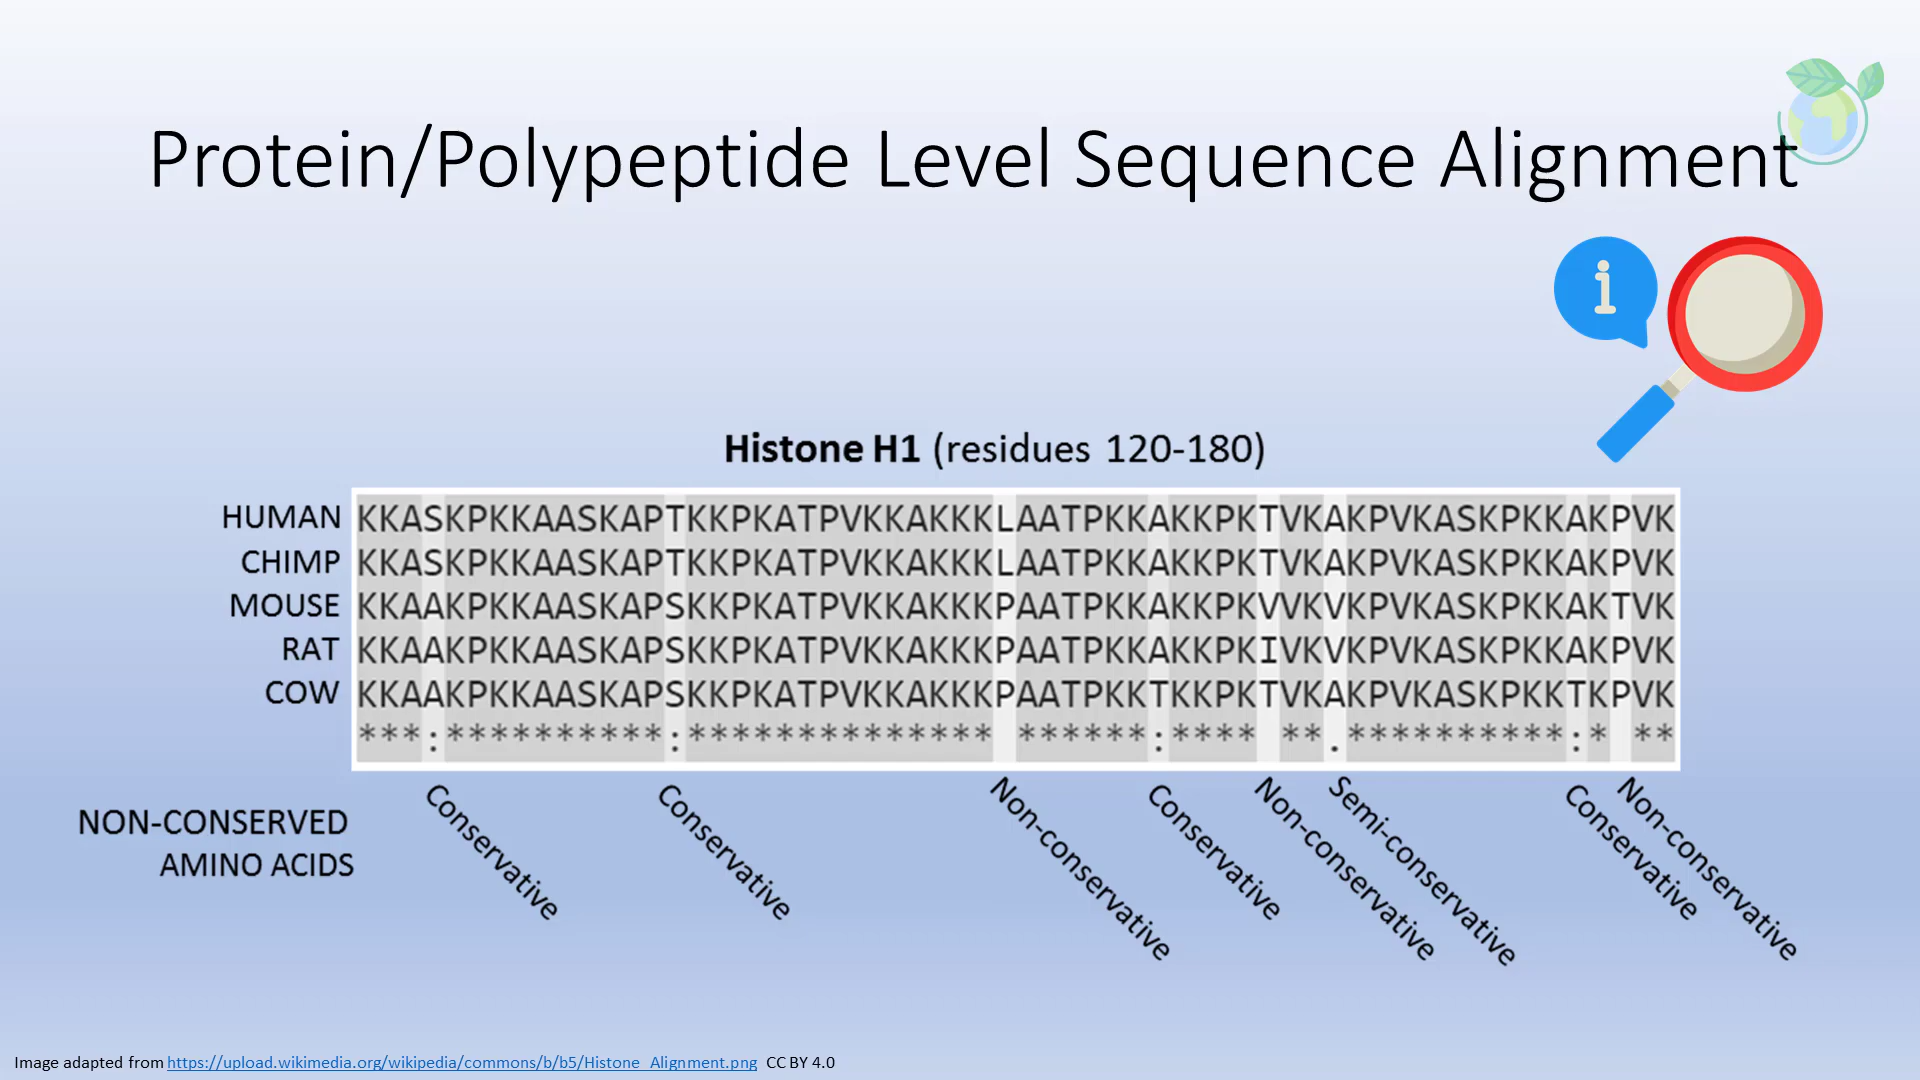 Protein/Polypeptide Level Sequence Alignment
i
Histone H1 (residues 120-180)
HUMAN KKASKPKKAASKAPTKKPKATPVKKAKKKLAATPKKAKKPKTVKAKPVKASKPKKAKPVK
CHIMP KKASKPKKAASKAPTKKPKATPVKKAKKKLAATPKKAKKPKTVKAKPVKASKPKKAKPVK
MOUSE KKAAKPKKAASKAPSKKPKATPVKKAKKKPAATPKKAKKPKVVKVKPVKASKPKKAKTVK
RAT KKAAKPKKAASKAPSKKPKATPVKKAKKKPAATPKKAKKPKIVKVKPVKASKPKKAKPVK
COW KKAAKPKKAASKAPSKKPKATPVKKAKKKPAATPKKTKKPKTVKAKPVKASKPKKTKPVK
***:**********:************** ******:**** **.**********:* **
NON-CONSERVED
AMINO ACIDS
Conservative
Conservative
Non-conservative
Conservative
Non-conservative
Semi-conservative
Conservative
Non-conservative
Image adapted from https://upload.wikimedia.org/wikipedia/commons/b/b5/Histone_Alignment.png CC BY 4.0